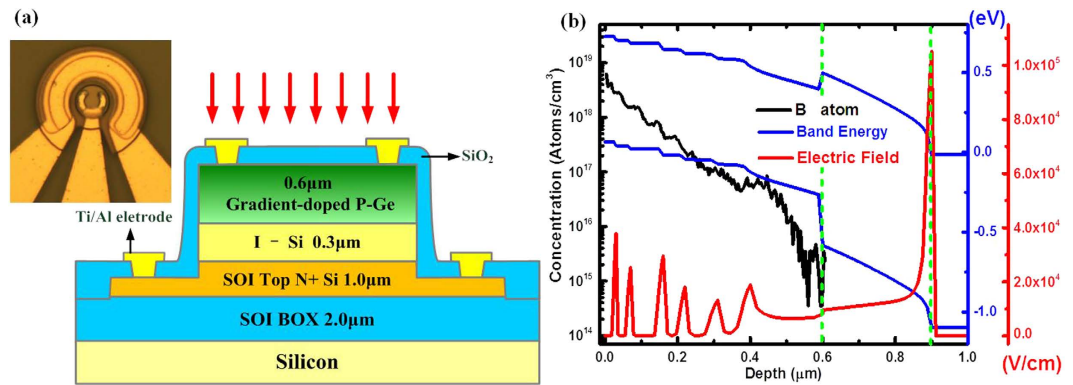 (a)
SiO2
0.6μm
Gradient-doped P-Ge
Ti/Al eletrode
I - Si 0.3μm
SOI Top N+ Si 1.0μm
SOI BOX 2.0μm
Silicon
(b)
(eV)
Concentration (Atoms/cm3)
10^19
10^18
10^17
10^16
10^15
10^14
B atom
Band Energy
Electric Field
0.5
0.0
-0.5
-1.0
1.0x10^5
8.0x10^4
6.0x10^4
4.0x10^4
2.0x10^4
0.0
0.0 0.2 0.4 0.6 0.8 1.0
Depth (μm)
(V/cm)